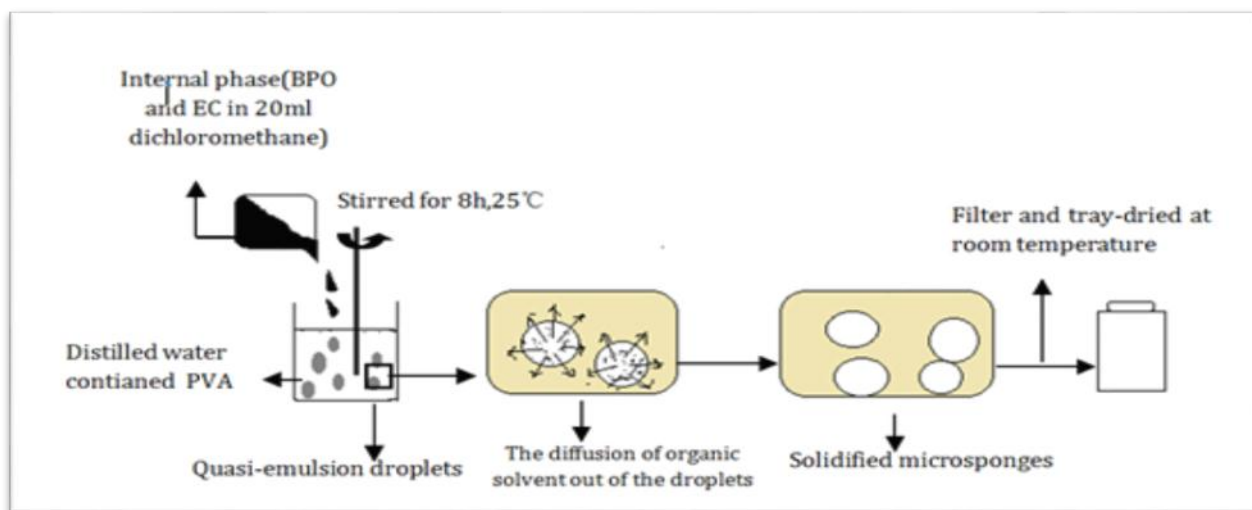 Internal phase(BPO
and EC in 20ml
dichloromethane)
Stirred for 8h,25℃
Filter and tray-dried at
room temperature
Distilled water
contianed PVA
Quasi-emulsion droplets
The diffusion of organic
solvent out of the droplets
Solidified microsponges